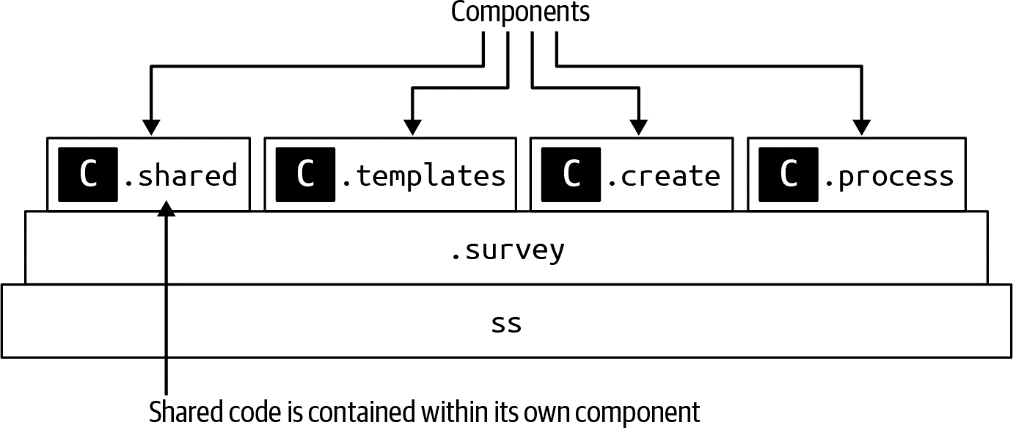 Components
C .shared
C .templates
C .create
C .process
.survey
ss
Shared code is contained within its own component